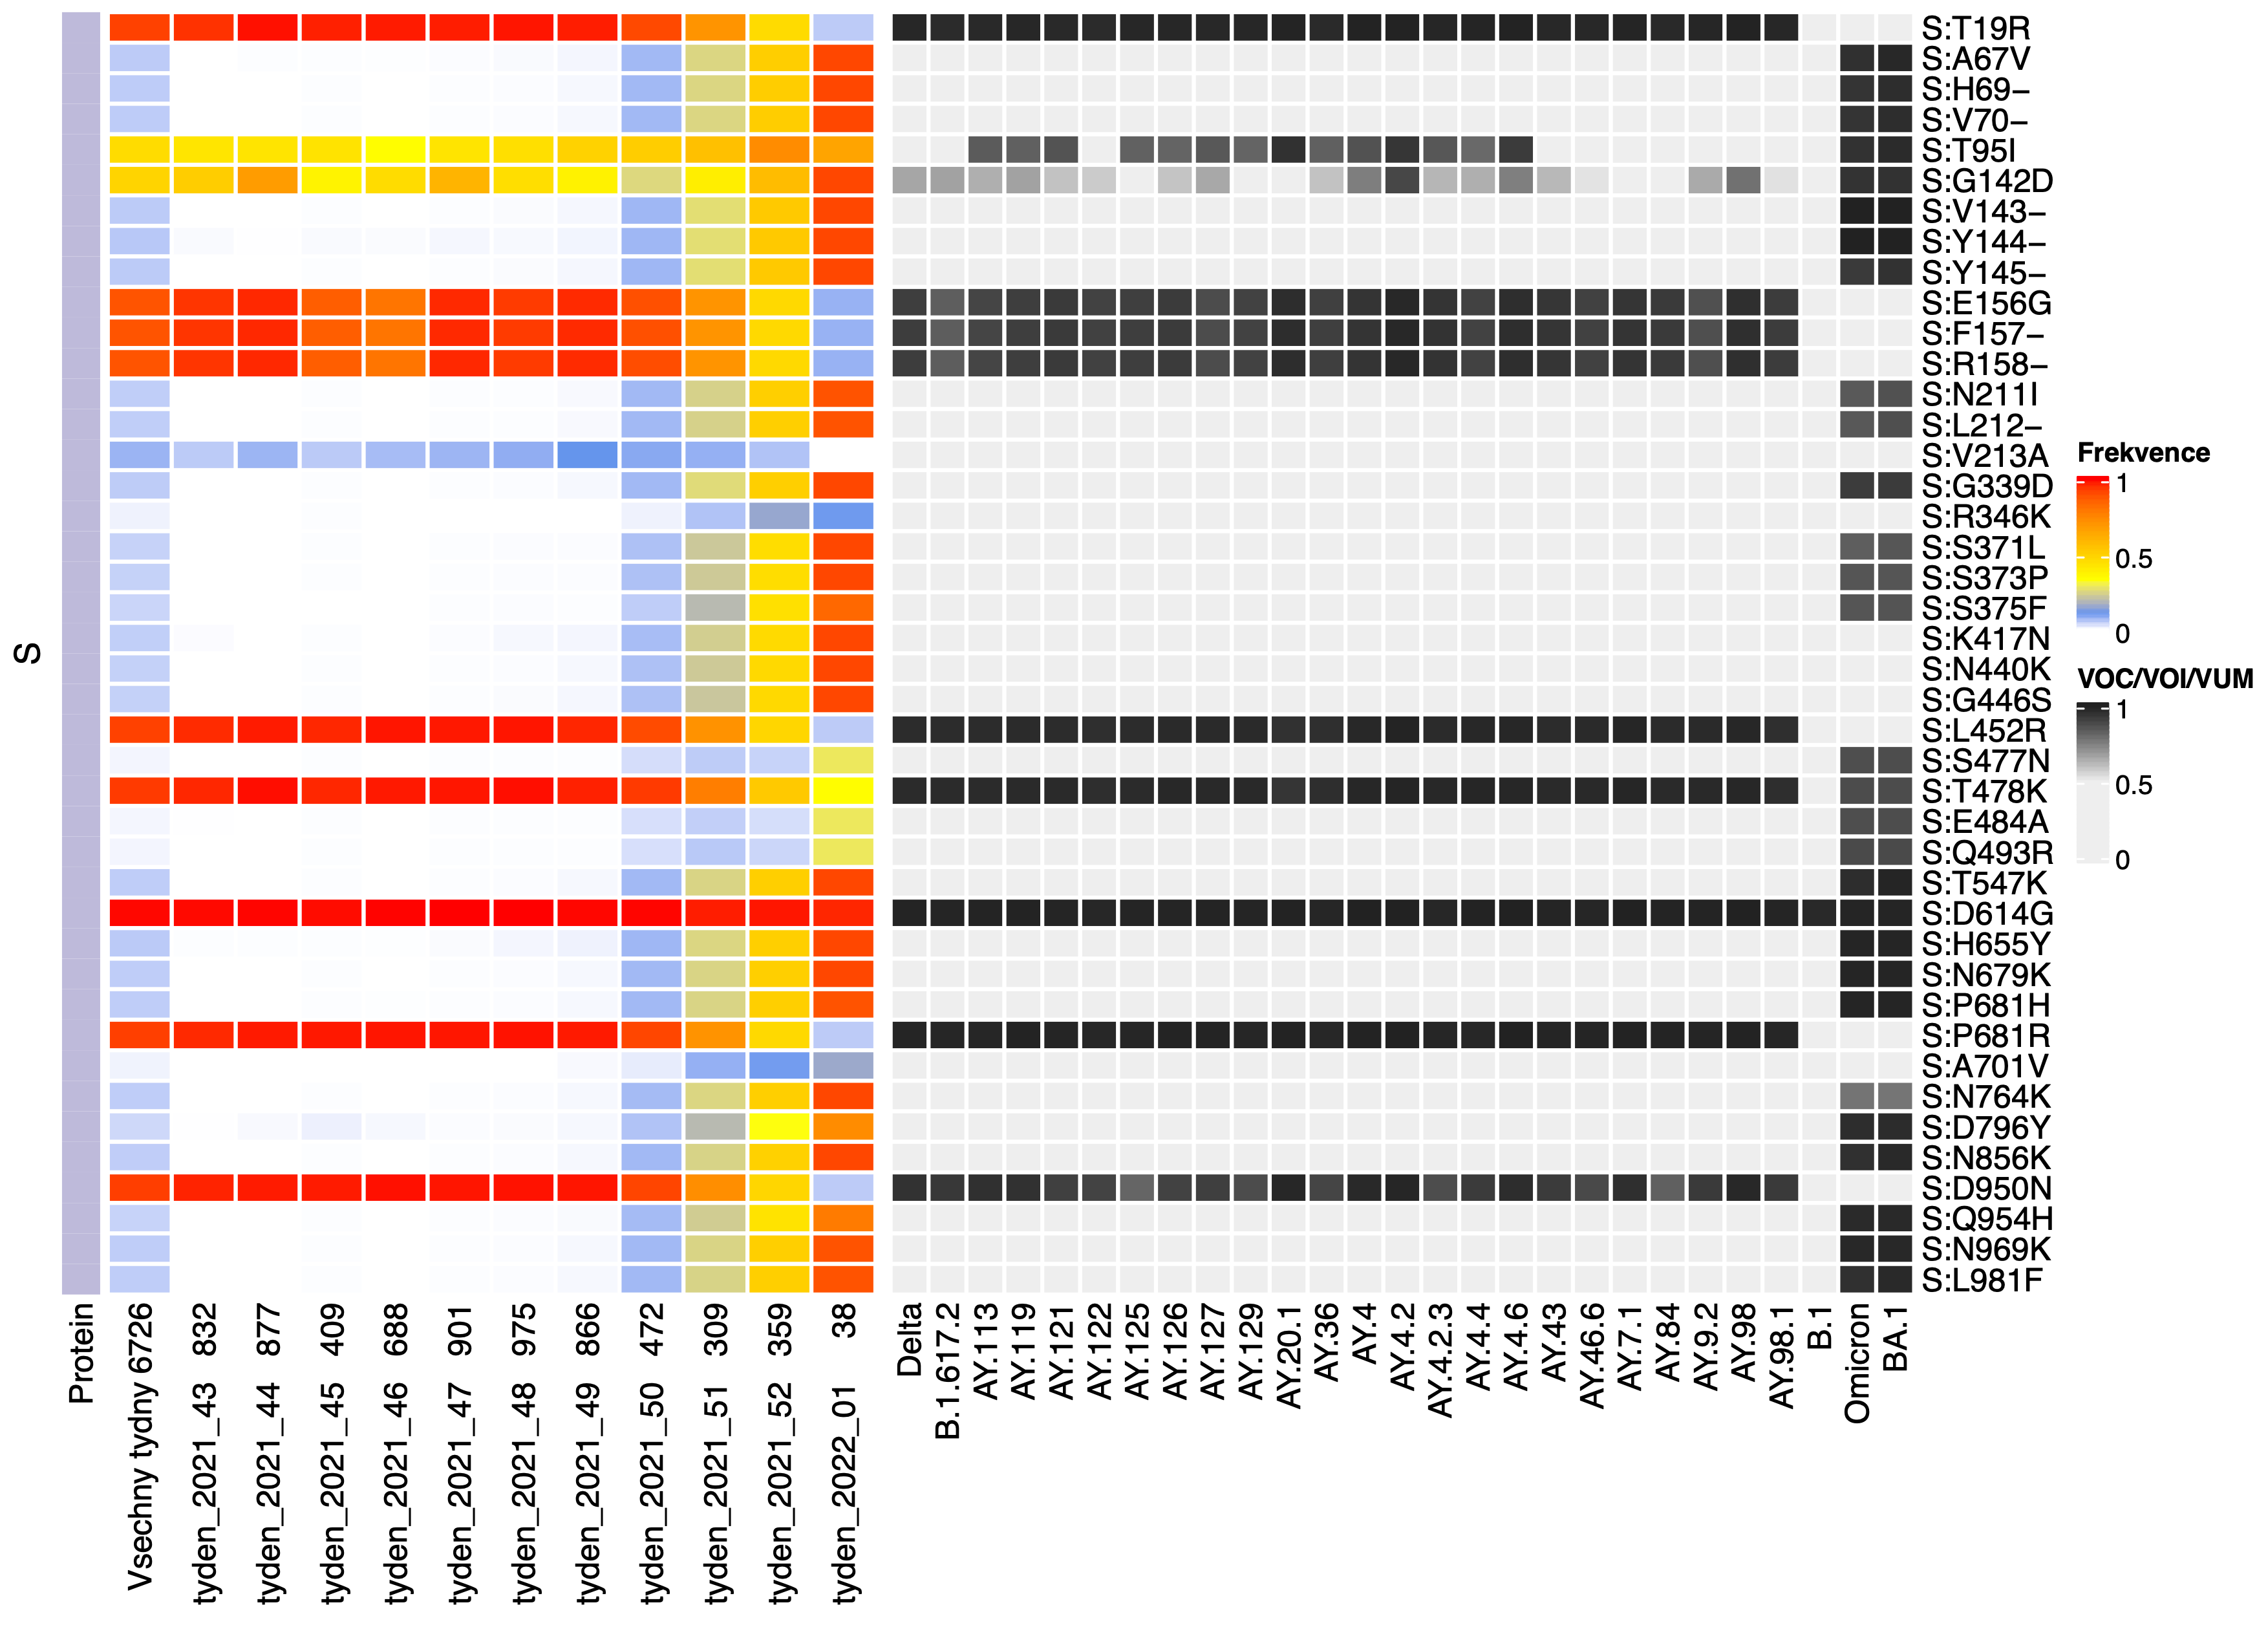 S
S:T19R
S:A67V
S:H69–
S:V70–
S:T95I
S:G142D
S:V143–
S:Y144–
S:Y145–
S:E156G
S:F157–
S:R158–
S:N211I
S:L212–
S:V213A
S:G339D
S:R346K
S:S371L
S:S373P
S:S375F
S:K417N
S:N440K
S:G446S
S:L452R
S:S477N
S:T478K
S:E484A
S:Q493R
S:T547K
S:D614G
S:H655Y
S:N679K
S:P681H
S:P681R
S:A701V
S:N764K
S:D796Y
S:N856K
S:D950N
S:Q954H
S:N969K
S:L981F
Protein
Vsechny tydny 6726
tyden_2021_43 832
tyden_2021_44 877
tyden_2021_45 409
tyden_2021_46 688
tyden_2021_47 901
tyden_2021_48 975
tyden_2021_49 866
tyden_2021_50 472
tyden_2021_51 309
tyden_2021_52 359
tyden_2022_01 38
Delta
B.1.617.2
AY.113
AY.119
AY.121
AY.122
AY.125
AY.126
AY.127
AY.129
AY.20.1
AY.36
AY.4
AY.4.2
AY.4.2.3
AY.4.4
AY.4.6
AY.43
AY.46.6
AY.7.1
AY.84
AY.9.2
AY.98
AY.98.1
B.1
Omicron
BA.1
Frekvence
1
0.5
0
VOC/VOI/VUM
1
0.5
0